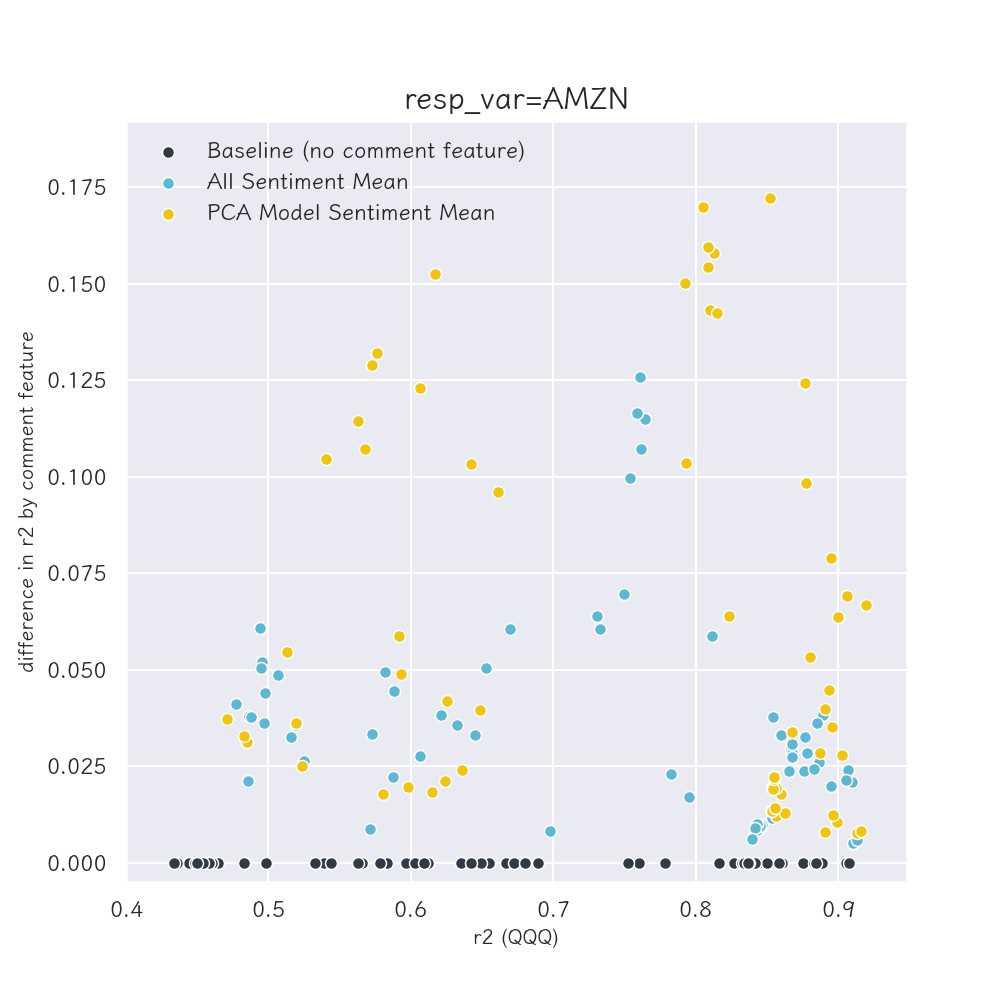 resp_var=AMZN
Baseline (no comment feature)
All Sentiment Mean
PCA Model Sentiment Mean
difference in r2 by comment feature
0.175
0.150
0.125
0.100
0.075
0.050
0.025
0.000
0.4 0.5 0.6 0.7 0.8 0.9
r2 (QQQ)